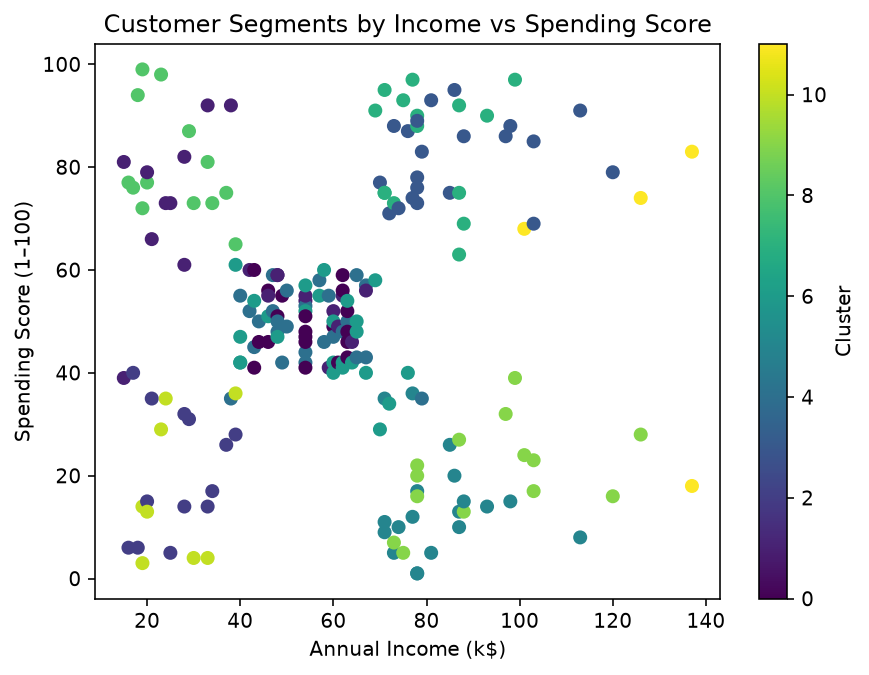 Customer Segments by Income vs Spending Score
100
80
60
40
20
0
Spending Score (1–100)
20 40 60 80 100 120 140
Annual Income (k$)
10
8
6
4
2
0
Cluster